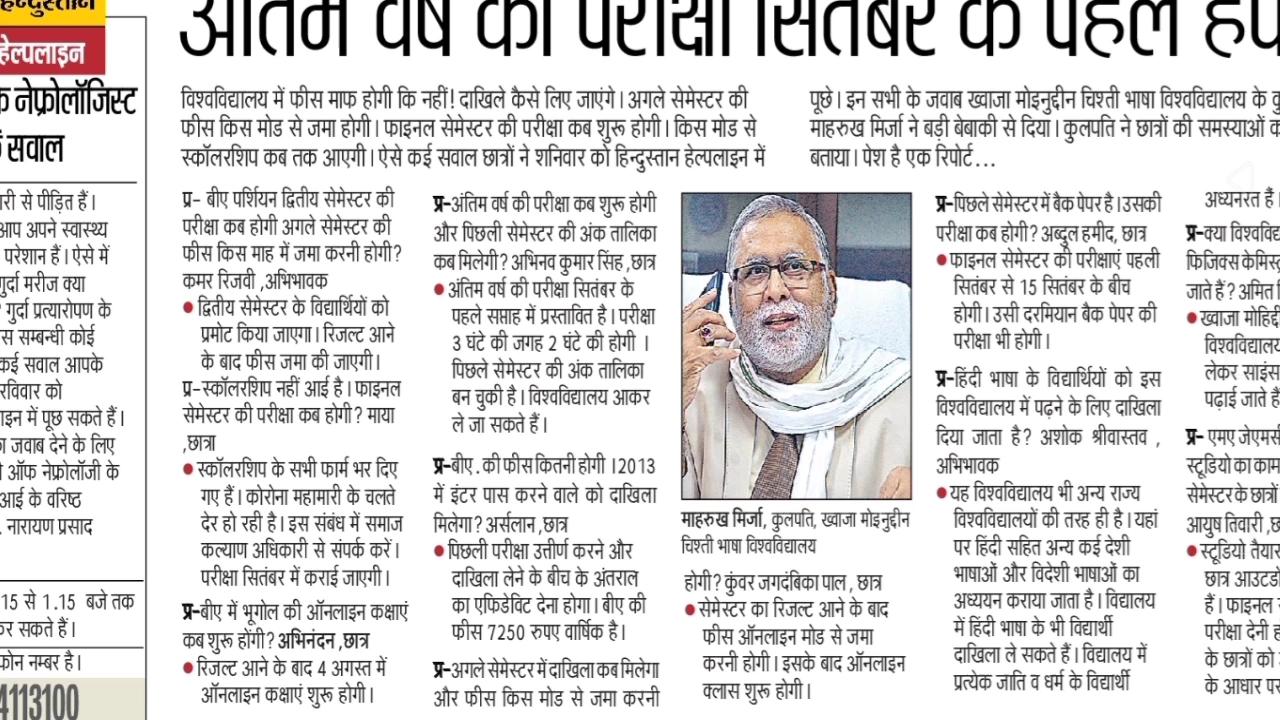 हिन्दुस्तान
हेल्पलाइन
नेफ्रोलॉजिस्ट
सवाल
से पीड़ित हैं।
आप अपने स्वास्थ्य
परेशान हैं। ऐसे में
गुर्दा मरीज क्या
गुर्दा प्रत्यारोपण के
सम्बन्धी कोई
कई सवाल आपके
रविवार को
में पूछ सकते हैं।
जवाब देने के लिए
ऑफ नेफ्रोलॉजी के
आई के वरिष्ठ
नारायण प्रसाद
15 से 1.15 बजे तक
कर सकते हैं।
फोन नम्बर है।
4113100
अंतिम वर्ष की परीक्षा सितंबर के पहले
विश्वविद्यालय में फीस माफ होगी कि नहीं! दाखिले कैसे लिए जाएंगे। अगले सेमेस्टर की
फीस किस मोड से जमा होगी। फाइनल सेमेस्टर की परीक्षा कब शुरू होगी। किस मोड से
स्कॉलरशिप कब तक आएगी। ऐसे कई सवाल छात्रों ने शनिवार को हिन्दुस्तान हेल्पलाइन में
पूछे। इन सभी के जवाब ख्वाजा मोइनुद्दीन चिश्ती भाषा विश्वविद्यालय के
माहरुख मिर्जा ने बड़ी बेबाकी से दिया। कुलपति ने छात्रों की समस्याओं
बताया। पेश है एक रिपोर्ट...
प्र- बीए पर्शियन द्वितीय सेमेस्टर की
परीक्षा कब होगी अगले सेमेस्टर की
फीस किस माह में जमा करनी होगी?
कमर रिजवी ,अभिभावक
● द्वितीय सेमेस्टर के विद्यार्थियों को
प्रमोट किया जाएगा। रिजल्ट आने
के बाद फीस जमा की जाएगी।
प्र-स्कॉलरशिप नहीं आई है। फाइनल
सेमेस्टर की परीक्षा कब होगी? माया
,छात्रा
● स्कॉलरशिप के सभी फार्म भर दिए
गए हैं। कोरोना महामारी के चलते
देर हो रही है। इस संबंध में समाज
कल्याण अधिकारी से संपर्क करें।
परीक्षा सितंबर में कराई जाएगी।
प्र-बीए में भूगोल की ऑनलाइन कक्षाएं
कब शुरू होंगी? अभिनंदन ,छात्र
● रिजल्ट आने के बाद 4 अगस्त में
ऑनलाइन कक्षाएं शुरू होगी।
प्र-अंतिम वर्ष की परीक्षा कब शुरू होगी
और पिछली सेमेस्टर की अंक तालिका
कब मिलेगी? अभिनव कुमार सिंह ,छात्र
● अंतिम वर्ष की परीक्षा सितंबर के
पहले सप्ताह में प्रस्तावित है। परीक्षा
3 घंटे की जगह 2 घंटे की होगी ।
पिछले सेमेस्टर की अंक तालिका
बन चुकी है। विश्वविद्यालय आकर
ले जा सकते हैं।
प्र-बीए . की फीस कितनी होगी ।2013
में इंटर पास करने वाले को दाखिला
मिलेगा? अर्सलान ,छात्र
● पिछली परीक्षा उत्तीर्ण करने और
दाखिला लेने के बीच के अंतराल
का एफिडेविट देना होगा। बीए की
फीस 7250 रुपए वार्षिक है।
प्र-अगले सेमेस्टर में दाखिला कब मिलेगा
और फीस किस मोड से जमा करनी
माहरुख मिर्जा, कुलपति, ख्वाजा मोइनुद्दीन
चिश्ती भाषा विश्वविद्यालय
होगी? कुंवर जगदंबिका पाल , छात्र
● सेमेस्टर का रिजल्ट आने के बाद
फीस ऑनलाइन मोड से जमा
करनी होगी। इसके बाद ऑनलाइन
क्लास शुरू होगी।
प्र-पिछले सेमेस्टर में बैक पेपर है। उसकी
परीक्षा कब होगी? अब्दुल हमीद, छात्र
● फाइनल सेमेस्टर की परीक्षाएं पहली
सितंबर से 15 सितंबर के बीच
होगी। उसी दरमियान बैक पेपर की
परीक्षा भी होगी।
प्र-हिंदी भाषा के विद्यार्थियों को इस
विश्वविद्यालय में पढ़ने के लिए दाखिला
दिया जाता है? अशोक श्रीवास्तव ,
अभिभावक
● यह विश्वविद्यालय भी अन्य राज्य
विश्वविद्यालयों की तरह ही है। यहां
पर हिंदी सहित अन्य कई देशी
भाषाओं और विदेशी भाषाओं का
अध्ययन कराया जाता है। विद्यालय
में हिंदी भाषा के भी विद्यार्थी
दाखिला ले सकते हैं। विद्यालय में
प्रत्येक जाति व धर्म के विद्यार्थी
अध्यनरत हैं।
प्र-क्या
फिजिक्स केमिस्ट्री
जाते हैं? अमित
● ख्वाजा
विश्वविद्यालय
लेकर साइंस
पढ़ाई जाते हैं
प्र- एमए
स्टूडियो का काम
सेमेस्टर के छात्रों
आयुष तिवारी
● स्टूडियो तैयार
छात्र
हैं। फाइनल
परीक्षा देनी
के छात्रों को
के आधार पर